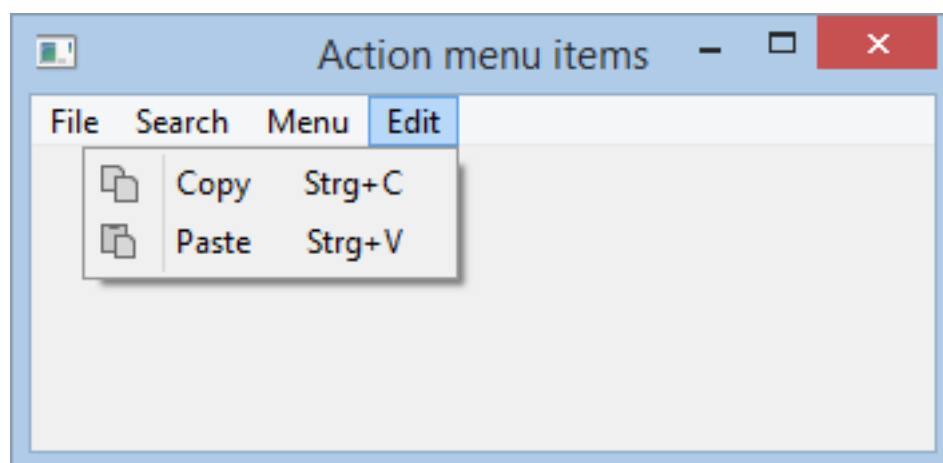 Action menu items
File Search Menu Edit
Copy Strg+C
Paste Strg+V